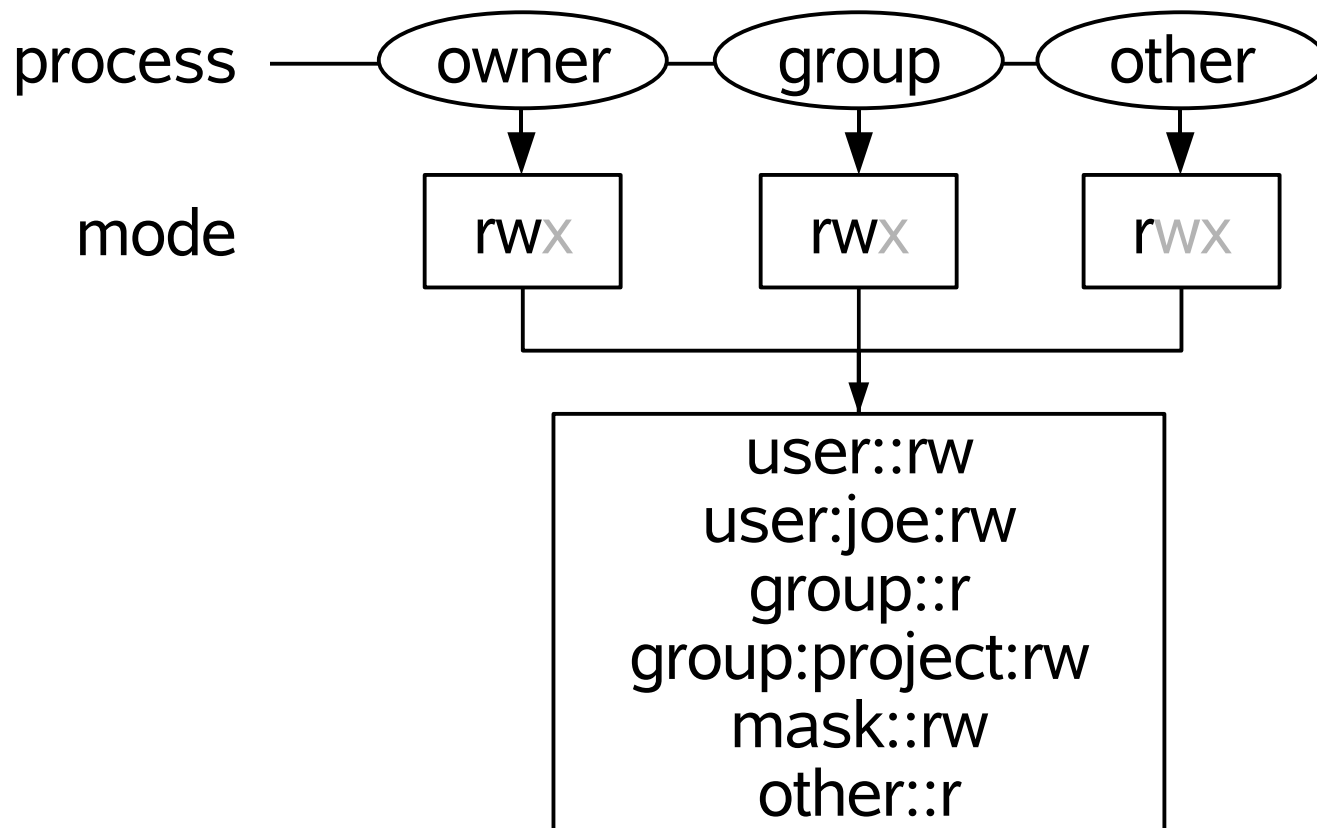 process owner group other
mode rwx rwx rwx
user::rw
user:joe:rw
group::r
group:project:rw
mask::rw
other::r